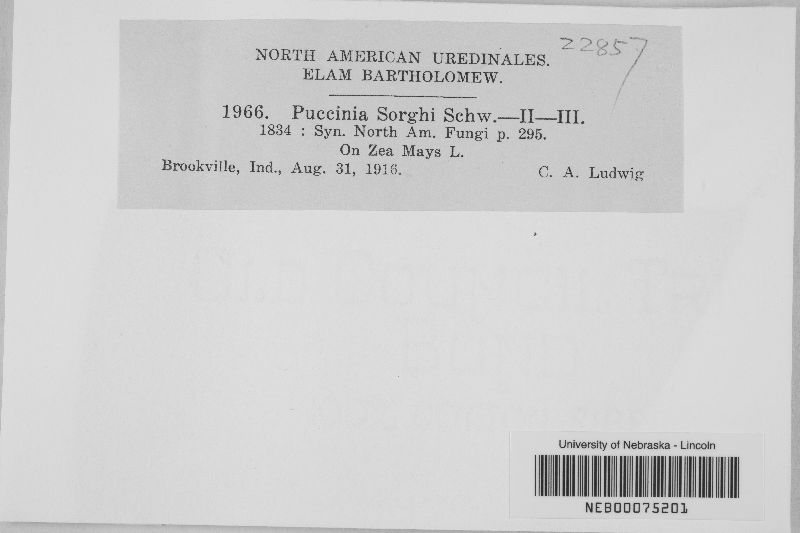 22857
NORTH AMERICAN UREDINALES.
ELAM BARTHOLOMEW.
1966. Puccinia Sorghi Schw.—II—III.
1834 : Syn. North Am. Fungi p. 295.
On Zea Mays L.
Brookville, Ind., Aug. 31, 1916. C. A. Ludwig
University of Nebraska - Lincoln
NEB00075201